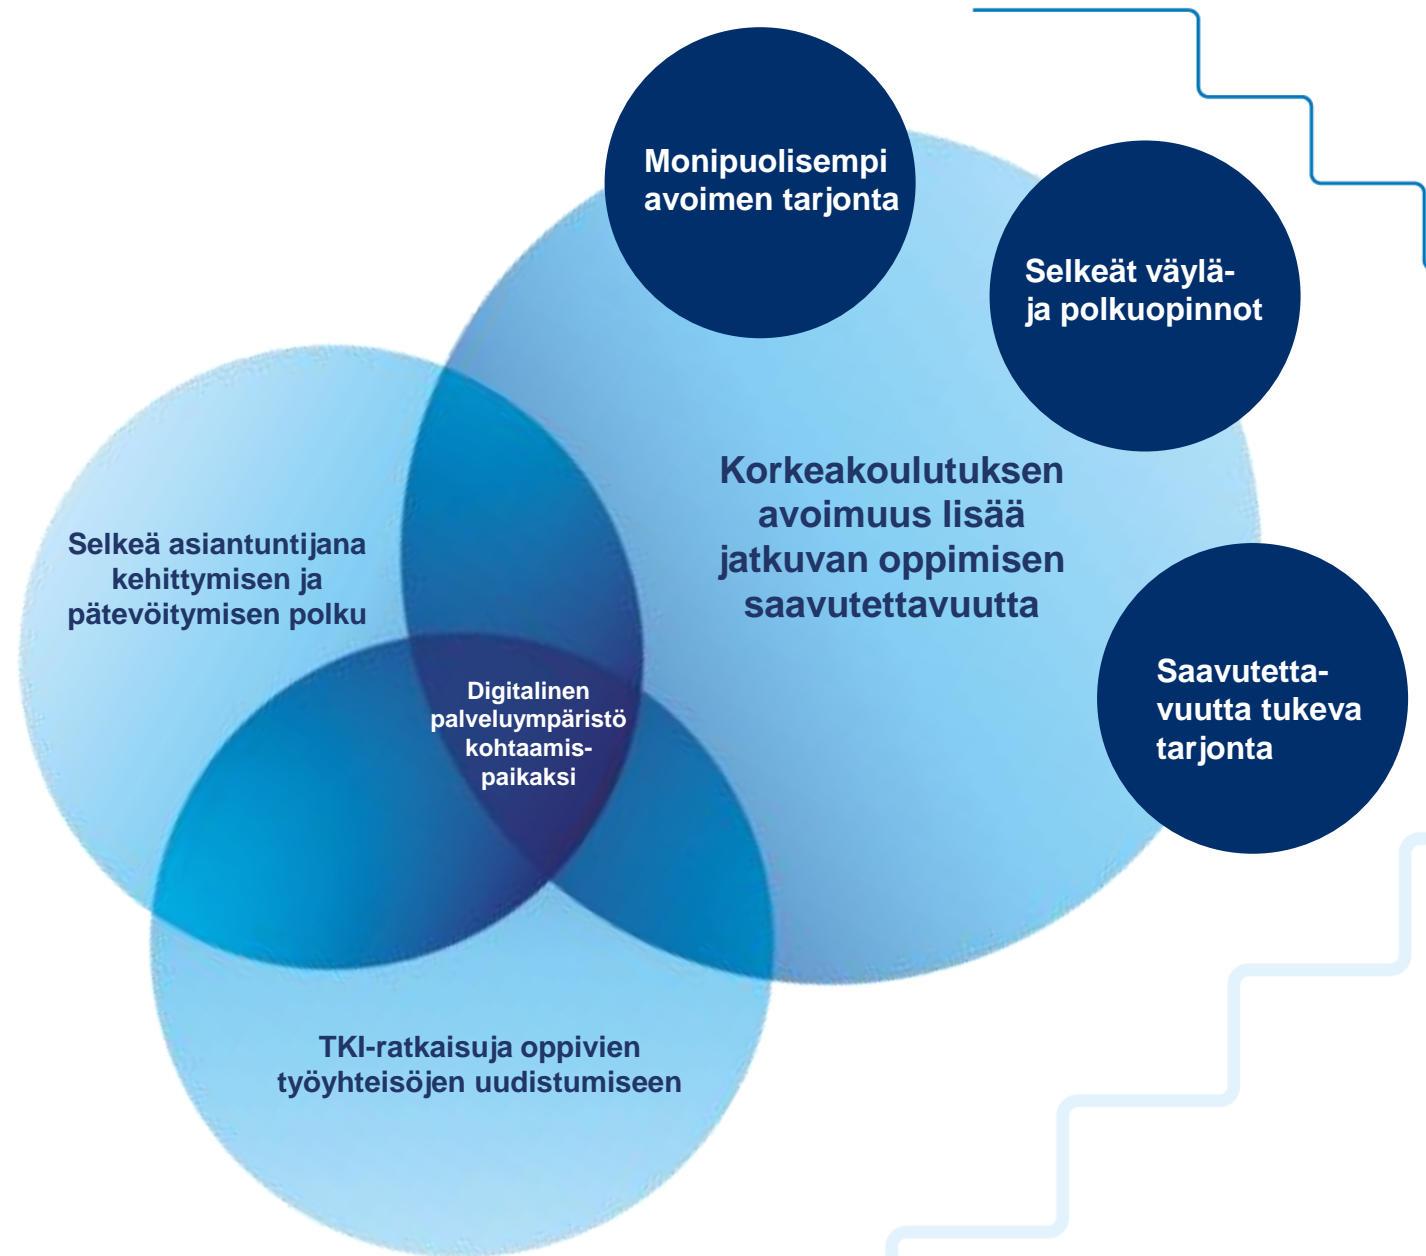 Monipuolisempi
avoimen tarjonta
Selkeät väylä-
ja polkuopinnot
Korkeakoulutuksen
avoimuus lisää
jatkuvan oppimisen
saavutettavuutta
Selkeä asiantuntijana
kehittymisen ja
pätevöitymisen polku
Saavutetta-
vuutta tukeva
tarjonta
Digitalinen
palveluympäristö
kohtaamis-
paikaksi
TKI-ratkaisuja oppivien
työyhteisöjen uudistumiseen